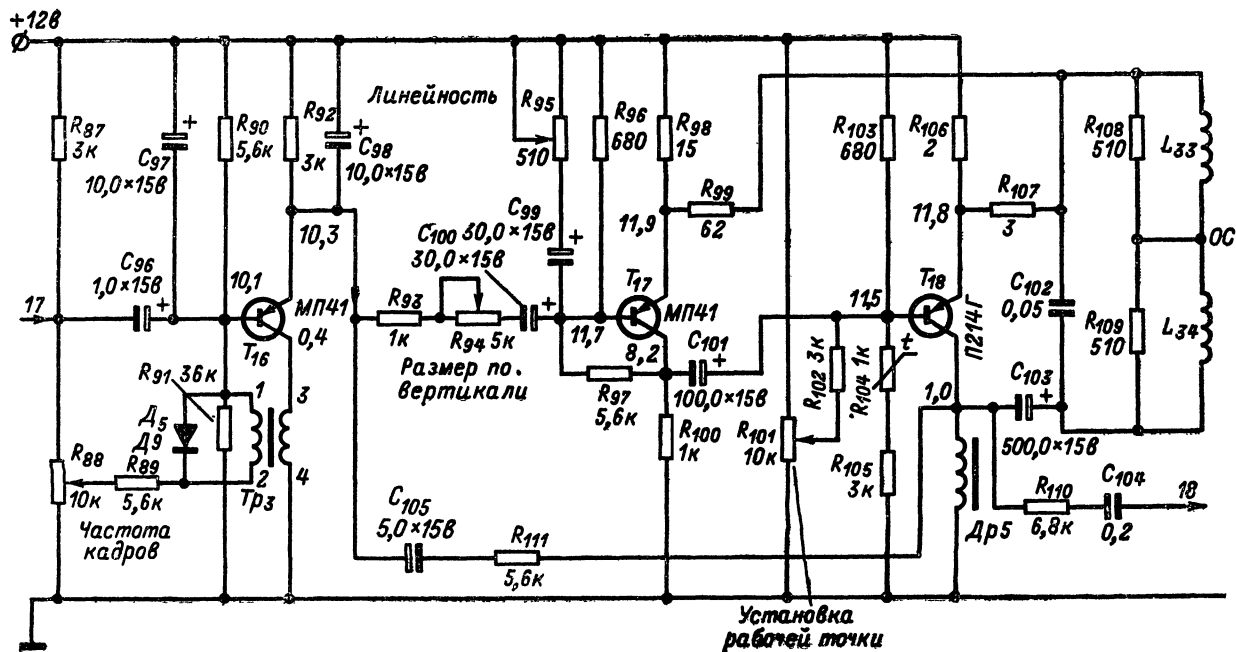 +12в
R87
3к
C97
10,0×15в
R90
5,6к
R92
3к
C98
10,0×15в
Линейность
R95
510
R96
680
R98
15
R103
680
R106
2
R108
510
L33
R107
3
R99
62
C99
30,0×15в
C100
30,0×15в
10,3
11,9
11,8
ОС
C96
1,0×15в
17
10,1
МП41
0,4
T16
R93
1к
R94 5к
Размер по
вертикали
11,7
T17
МП41
8,2
C101
100,0×15в
11,5
T18
П214Г
C102
0,05
R109
510
L34
R91 36к
Д5
Д9
1
2
3
4
Тр3
R88
10к
R89
5,6к
Частота
кадров
R97
5,6к
R100
1к
R102 3к
R104 1к
t
R101
10к
R105
3к
1,0
C103
500,0×15в
Др5
R110
6,8к
C104
0,2
18
C105
5,0×15в
R111
5,6к
Установка
рабочей точки